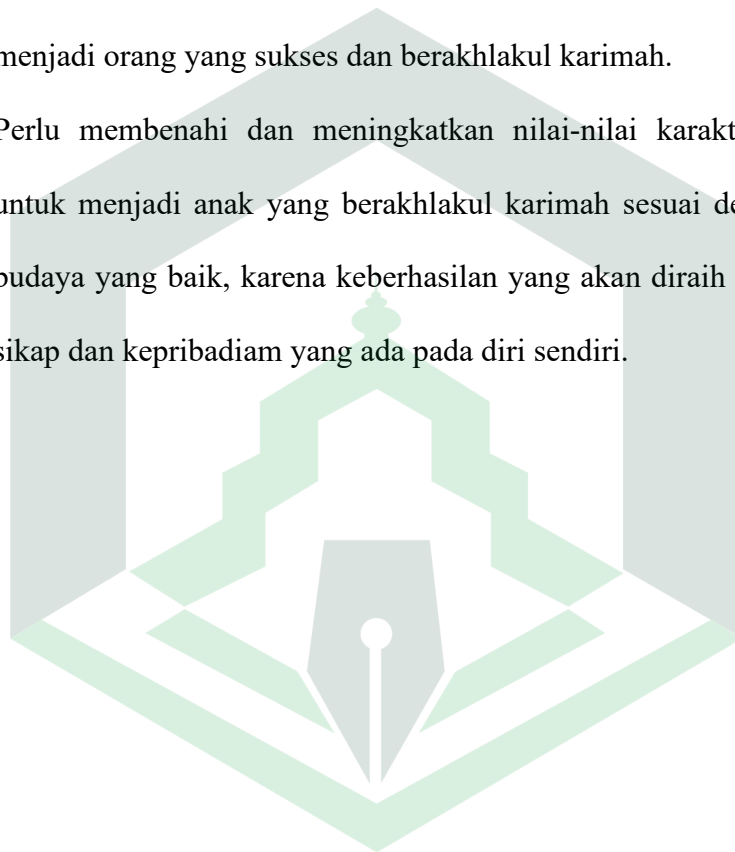 menjadi orang yang sukses dan berakhlakul karimah.
Perlu membenahi dan meningkatkan nilai-nilai karakt
untuk menjadi anak yang berakhlakul karimah sesuai de
budaya yang baik, karena keberhasilan yang akan diraih
sikap dan kepribadiam yang ada pada diri sendiri.